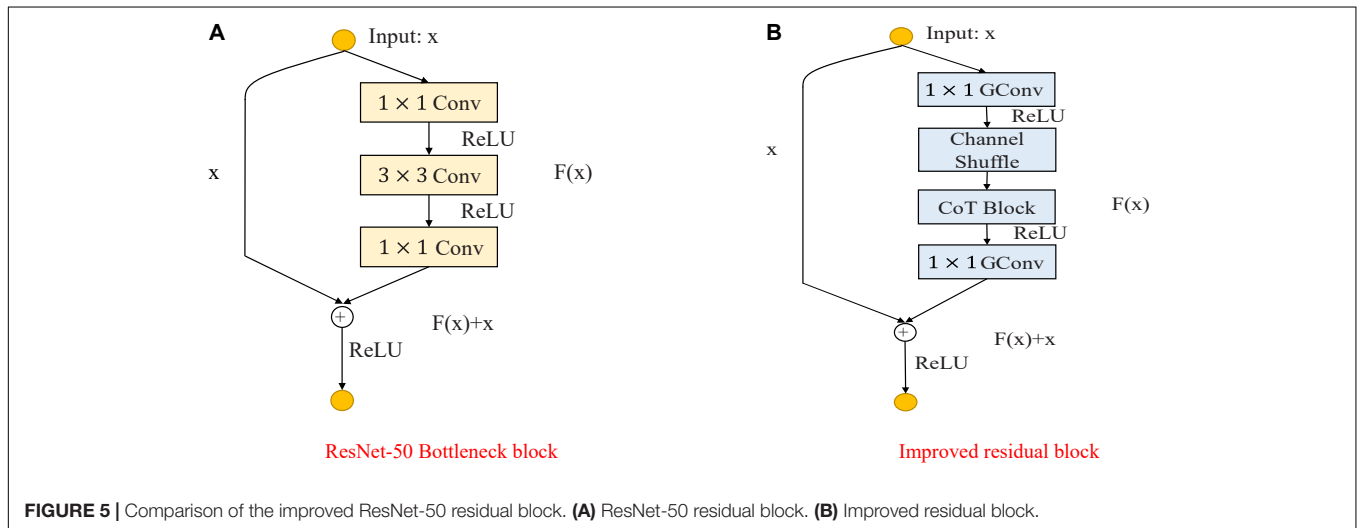 A
Input: x
1 × 1 Conv
ReLU
3 × 3 Conv
ReLU
1 × 1 Conv
x
F(x)
+
F(x)+x
ReLU
ResNet-50 Bottleneck block
B
Input: x
1 × 1 GConv
ReLU
Channel
Shuffle
CoT Block
ReLU
1 × 1 GConv
x
F(x)
+
F(x)+x
ReLU
Improved residual block
FIGURE 5 | Comparison of the improved ResNet-50 residual block. (A) ResNet-50 residual block. (B) Improved residual block.